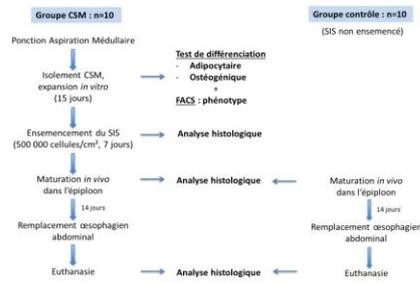 Groupe CSM : n=10
Groupe contrôle : n=10
(SIS non ensemencé)
Ponction Aspiration Médullaire
Test de différenciation
- Adipocytaire
- Ostéogénique
+
FACS : phénotype
Isolement CSM,
expansion in vitro
(15 jours)
Ensemencement du SIS
(500 000 cellules/cm², 7 jours)
Analyse histologique
Maturation in vivo
dans l'épiploon
Analyse histologique
Maturation in vivo
dans l'épiploon
14 jours
14 jours
Remplacement œsophagien
abdominal
Remplacement œsophagien
abdominal
Euthanasie
Analyse histologique
Euthanasie